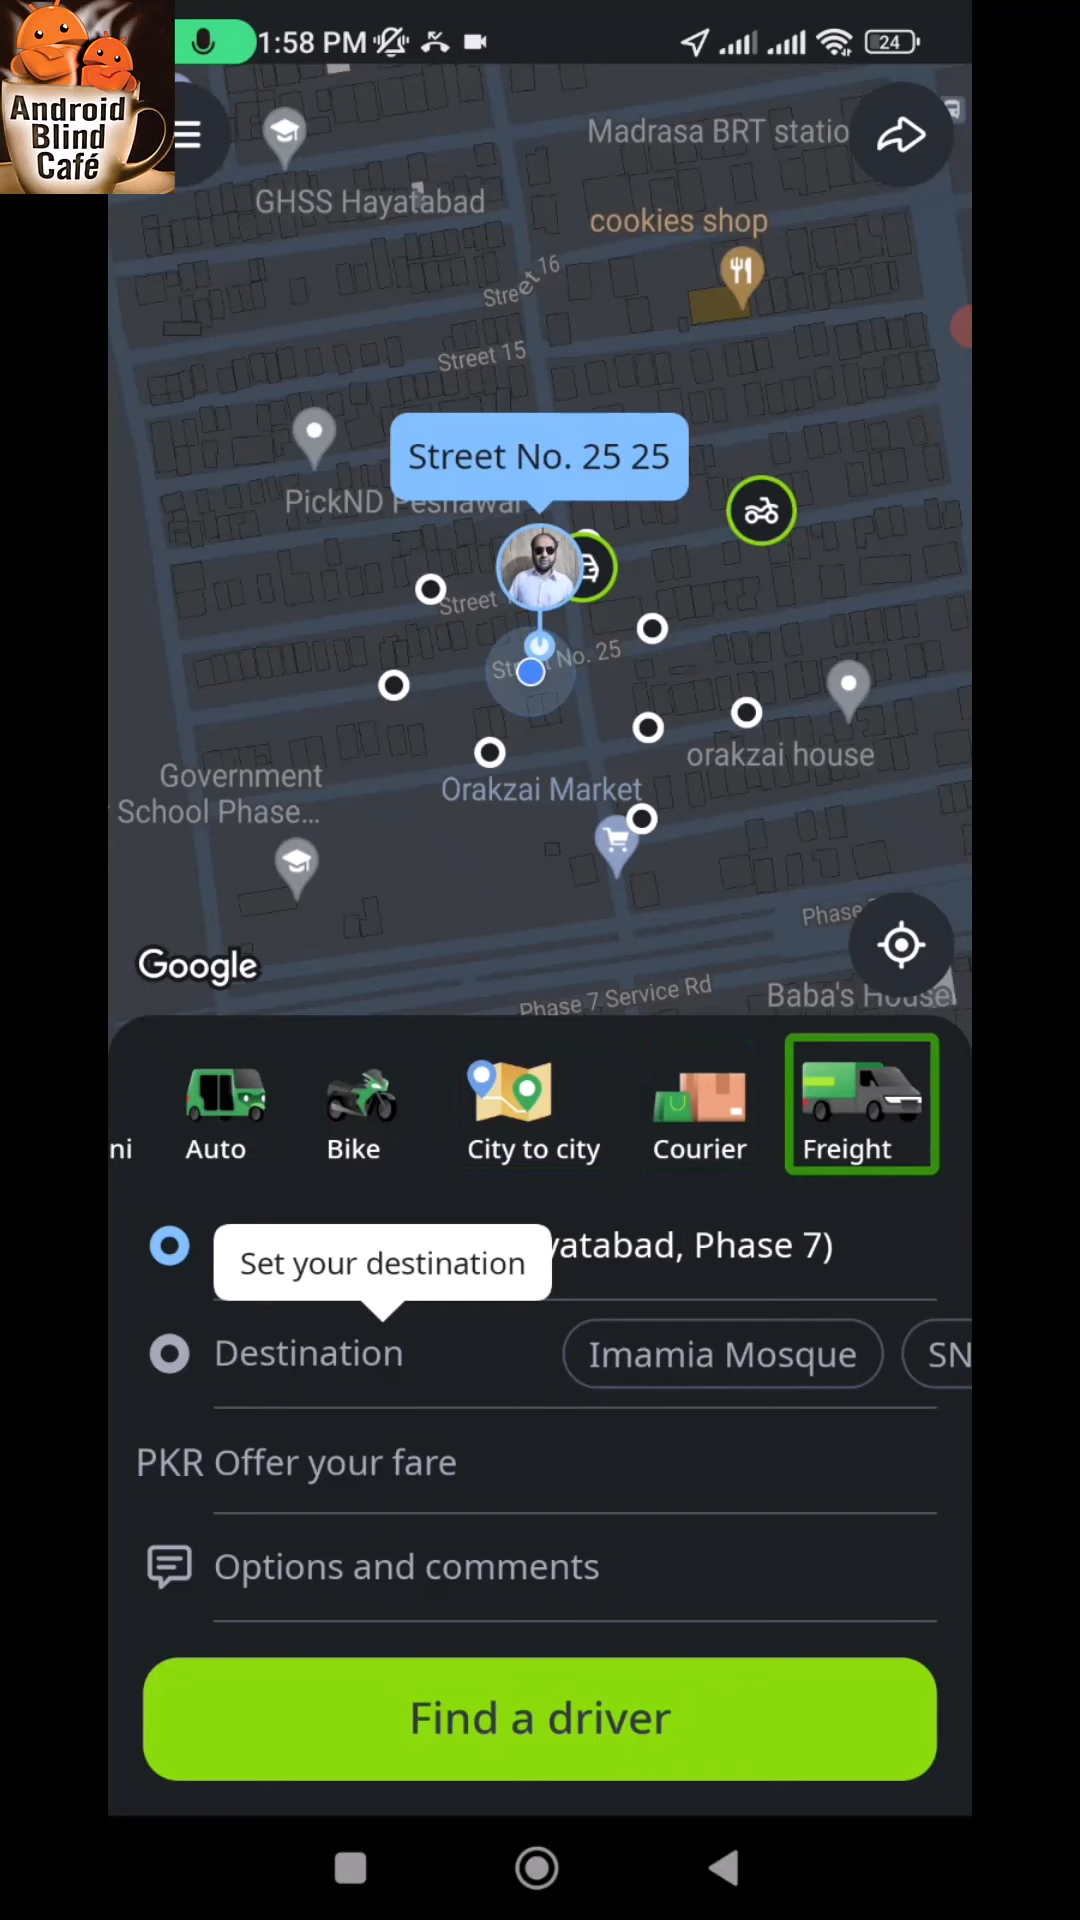 Android
Blind
Café
1:58 PM
24
Madrasa BRT statio
GHSS Hayatabad
cookies shop
Street 16
Street 15
Street No. 25 25
PickND Peshawar
Street
Street No. 25
orakzai house
Government
School Phase...
Orakzai Market
Phase
Google
Phase 7 Service Rd
Baba's House
ni
Auto
Bike
City to city
Courier
Freight
Set your destination
yatabad, Phase 7)
Destination
Imamia Mosque
SN
PKR Offer your fare
Options and comments
Find a driver